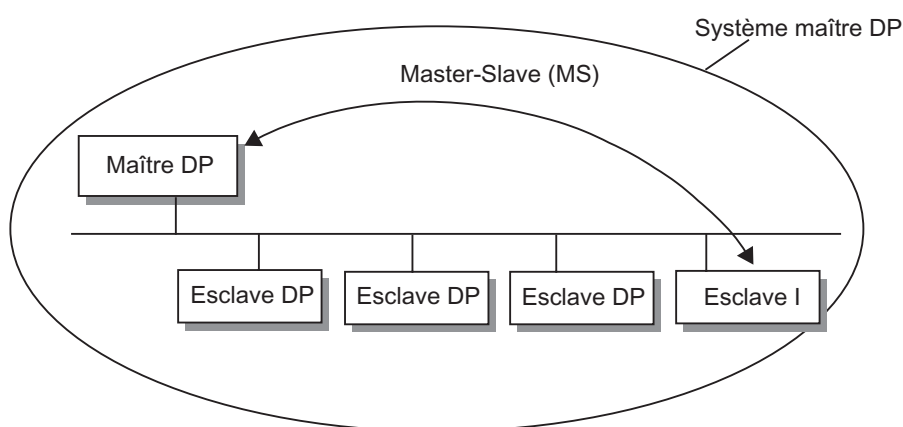 Système maître DP
Master-Slave (MS)
Maître DP
Esclave DP
Esclave DP
Esclave DP
Esclave I